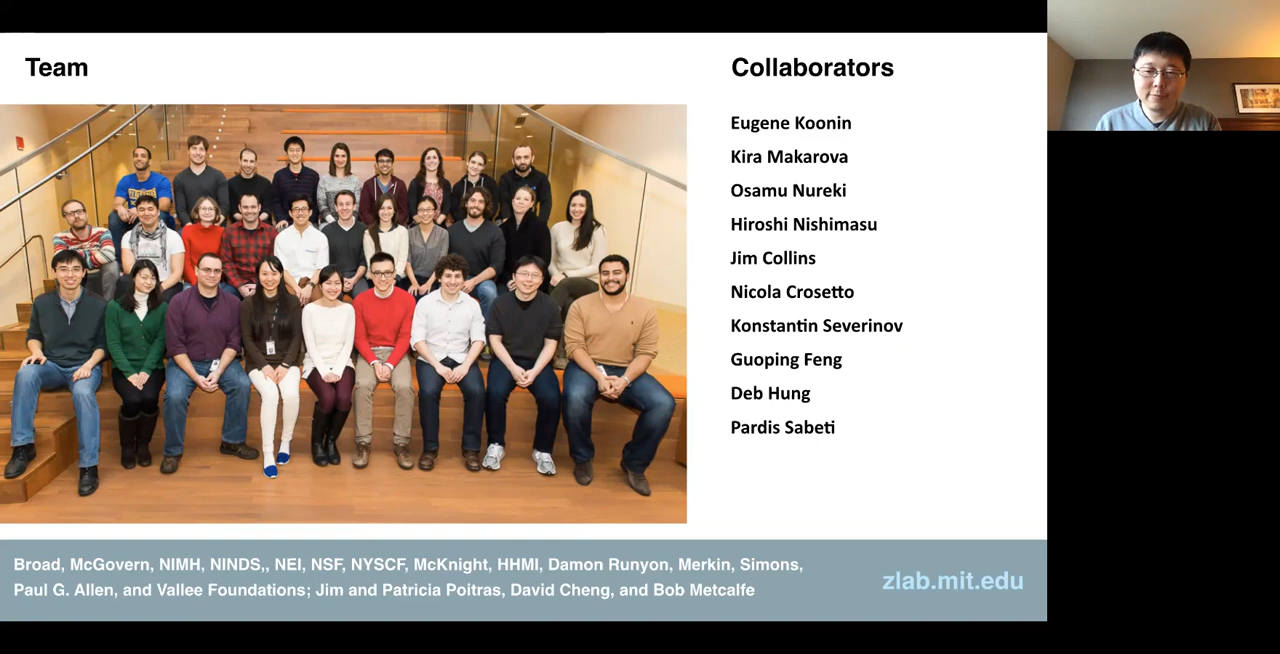 Team
Collaborators
Eugene Koonin
Kira Makarova
Osamu Nureki
Hiroshi Nishimasu
Jim Collins
Nicola Crosetto
Konstantin Severinov
Guoping Feng
Deb Hung
Pardis Sabeti
Broad, McGovern, NIMH, NINDS,, NEI, NSF, NYSCF, McKnight, HHMI, Damon Runyon, Merkin, Simons,
Paul G. Allen, and Vallee Foundations; Jim and Patricia Poitras, David Cheng, and Bob Metcalfe
zlab.mit.edu